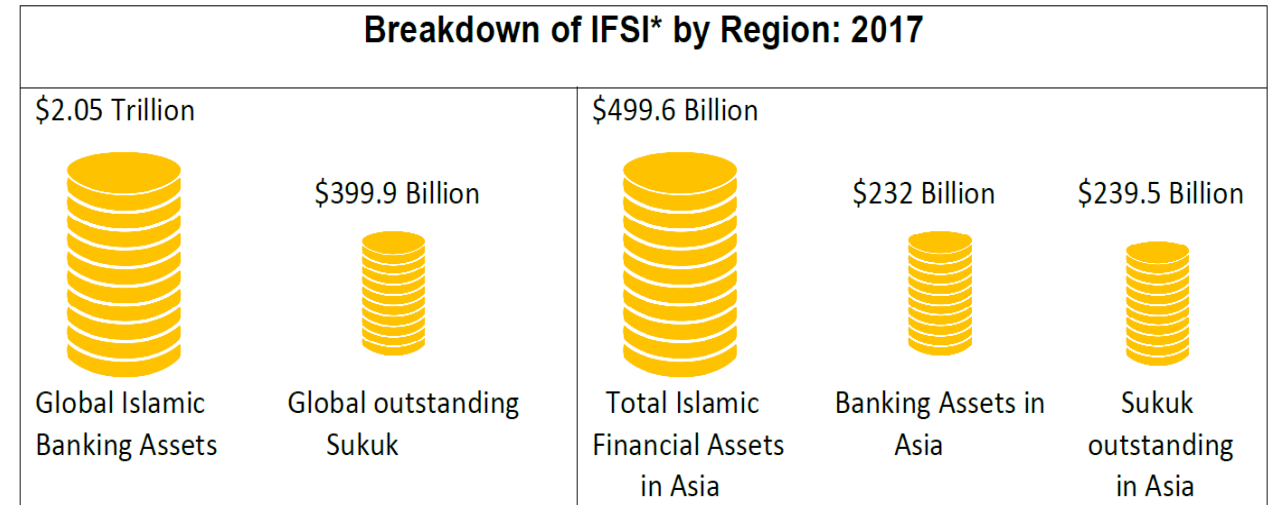 Breakdown of IFSI* by Region: 2017
$2.05 Trillion
$399.9 Billion
Global Islamic
Banking Assets
Global outstanding
Sukuk
$499.6 Billion
$232 Billion
$239.5 Billion
Total Islamic
Financial Assets
in Asia
Banking Assets in
Asia
Sukuk
outstanding
in Asia